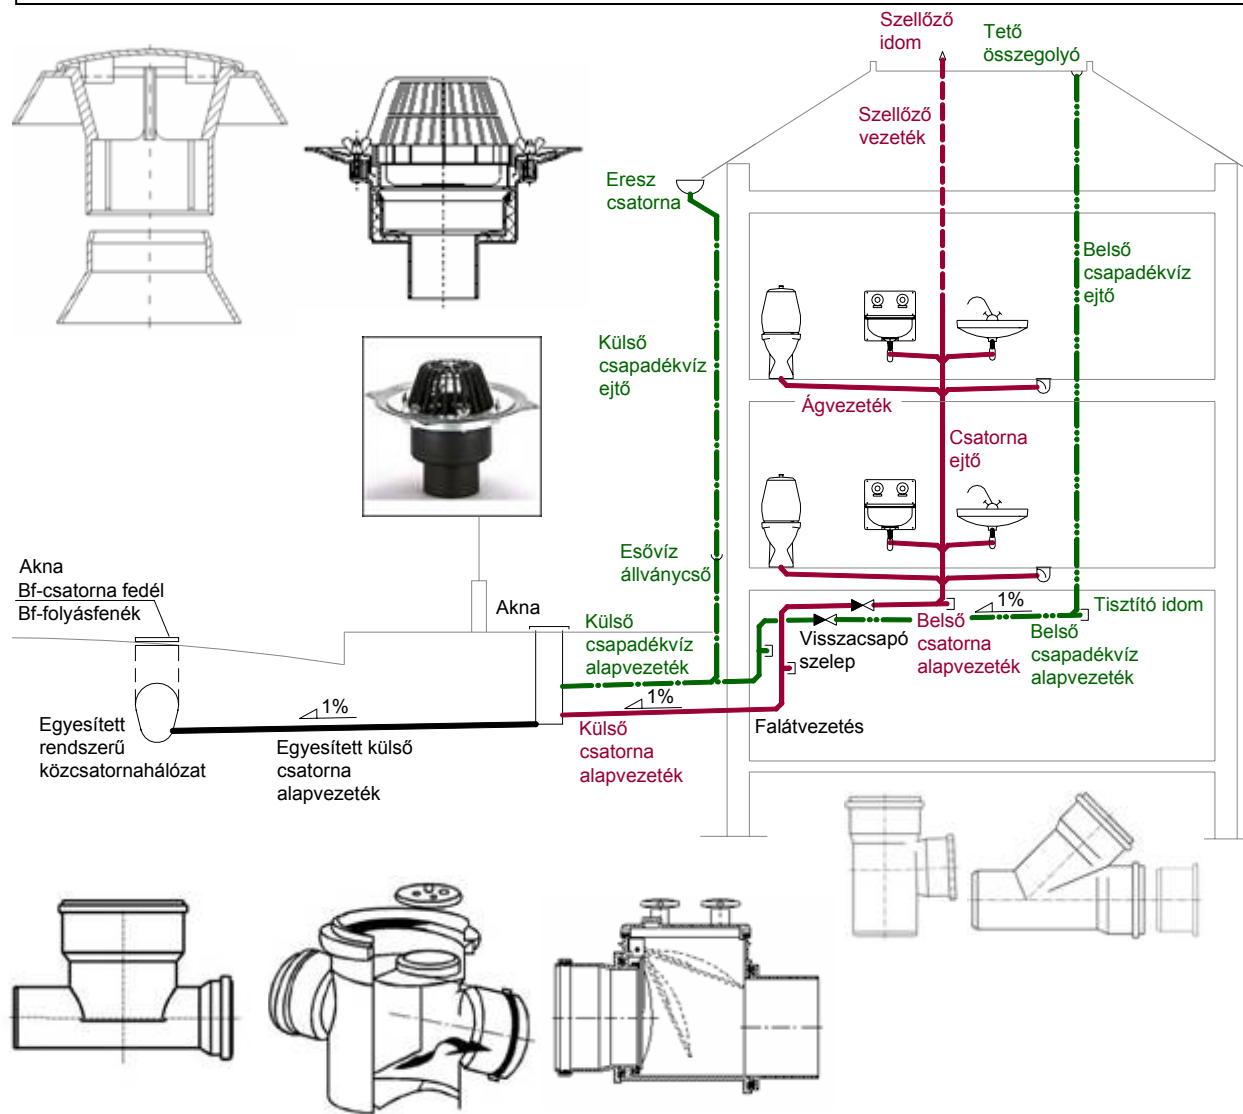 Szellőző
idom
Tető
összegolyó
Szellőző
vezeték
Eresz
csatorna
Belső
csapadékvíz
ejtő
Külső
csapadékvíz
ejtő
Ágvezeték
Csatorna
ejtő
Esővíz
állványcső
Akna
Bf-csatorna fedél
Bf-folyásfenék
Akna
Külső
csapadékvíz
alapvezeték
Visszacsapó
szelep
Belső
csatorna
alapvezeték
1%
Tisztító idom
Belső
csapadékvíz
alapvezeték
1%
1%
Falátvezetés
Külső
csatorna
alapvezeték
Egyesített
rendszerű
közcsatornahálózat
Egyesített külső
csatorna
alapvezeték